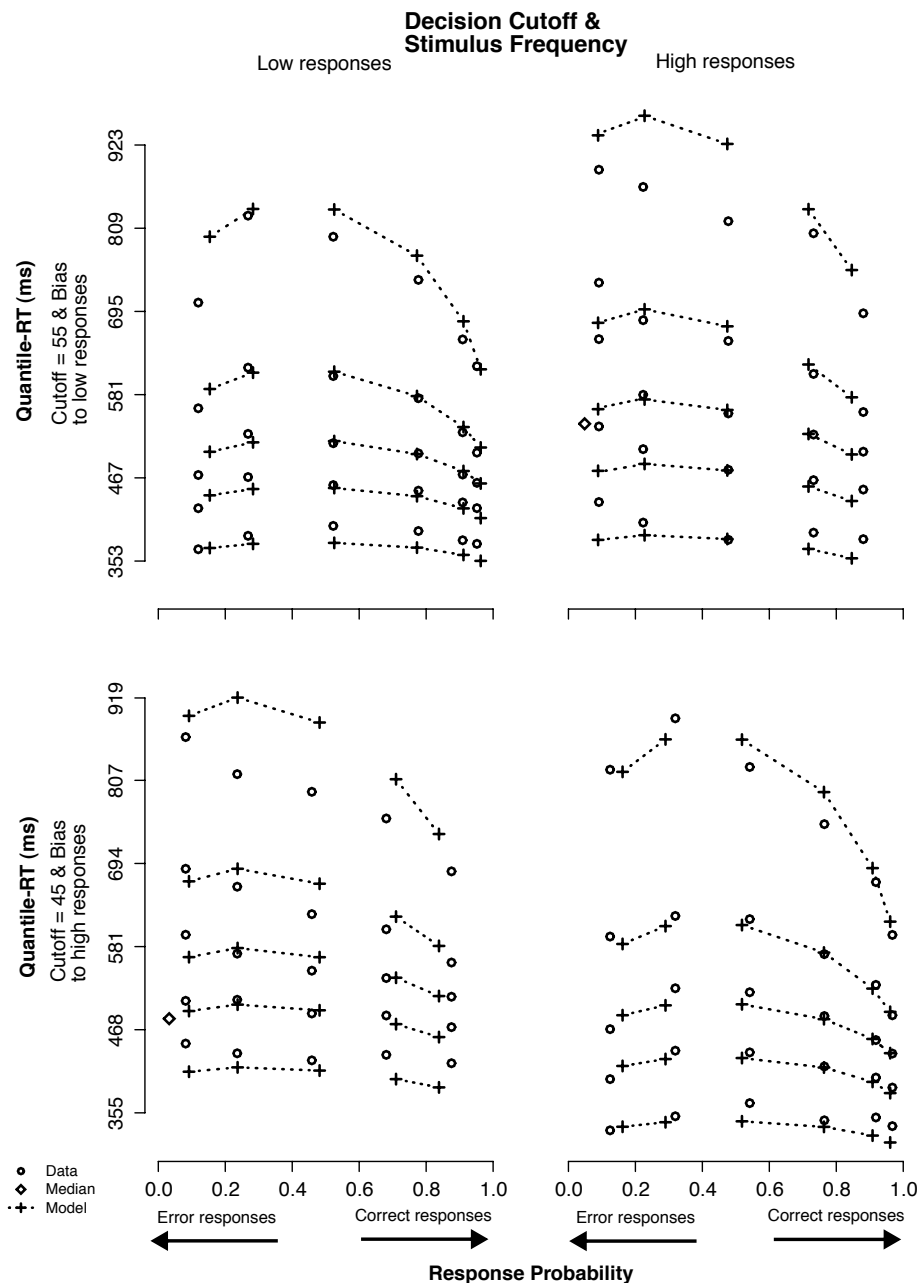 Decision Cutoff &
Stimulus Frequency
Low responses
High responses
Quantile-RT (ms)
Cutoff = 55 & Bias
to low responses
923
809
695
581
467
353
Quantile-RT (ms)
Cutoff = 45 & Bias
to high responses
919
807
694
581
468
355
Data
Median
Model
0.0 0.2 0.4 0.6 0.8 1.0
0.0 0.2 0.4 0.6 0.8 1.0
Error responses
Correct responses
Error responses
Correct responses
Response Probability